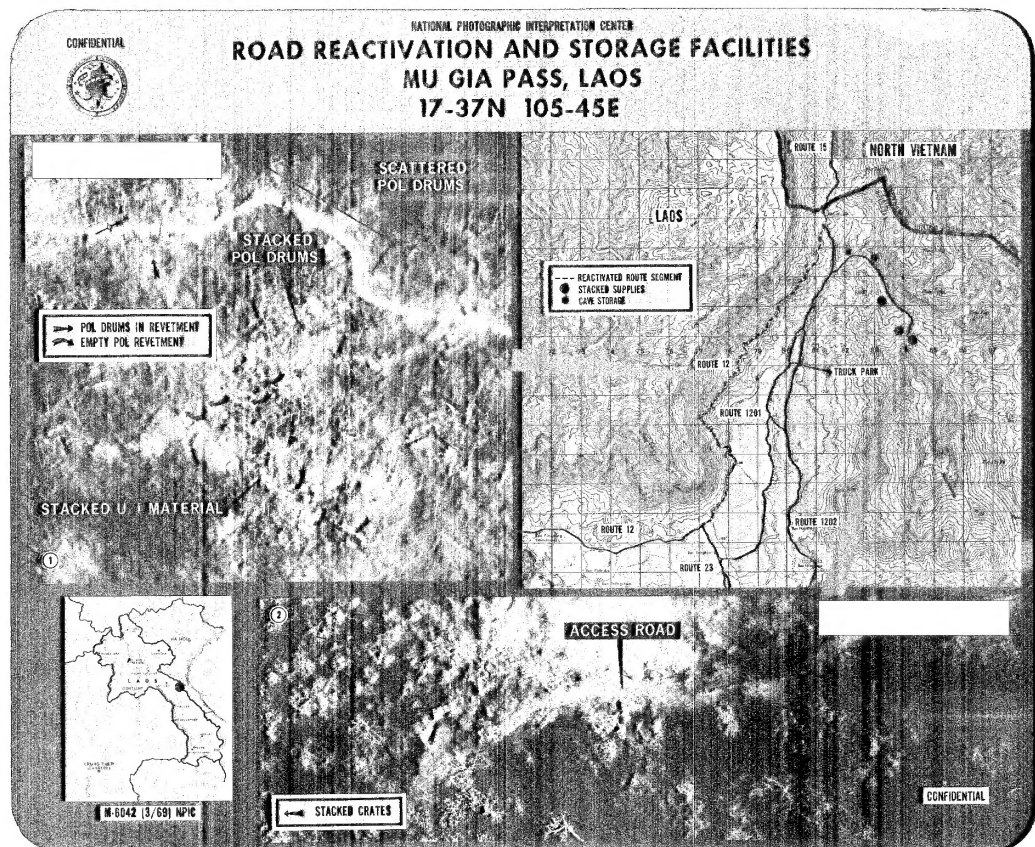 NATIONAL PHOTOGRAPHIC INTERPRETATION CENTER
CONFIDENTIAL
ROAD REACTIVATION AND STORAGE FACILITIES
MU GIA PASS, LAOS
17-37N 105-45E
SCATTERED
POL DRUMS
STACKED
POL DRUMS
POL DRUMS IN REVETMENT
EMPTY POL REVETMENT
STACKED U/I MATERIAL
1
ROUTE 15
NORTH VIETNAM
LAOS
REACTIVATED ROUTE SEGMENT
STACKED SUPPLIES
CAVE STORAGE
ROUTE 12
TRUCK PARK
ROUTE 1201
ROUTE 12
ROUTE 1202
ROUTE 23
LAOS
M-6042 (3/69) NPIC
2
ACCESS ROAD
STACKED CRATES
CONFIDENTIAL